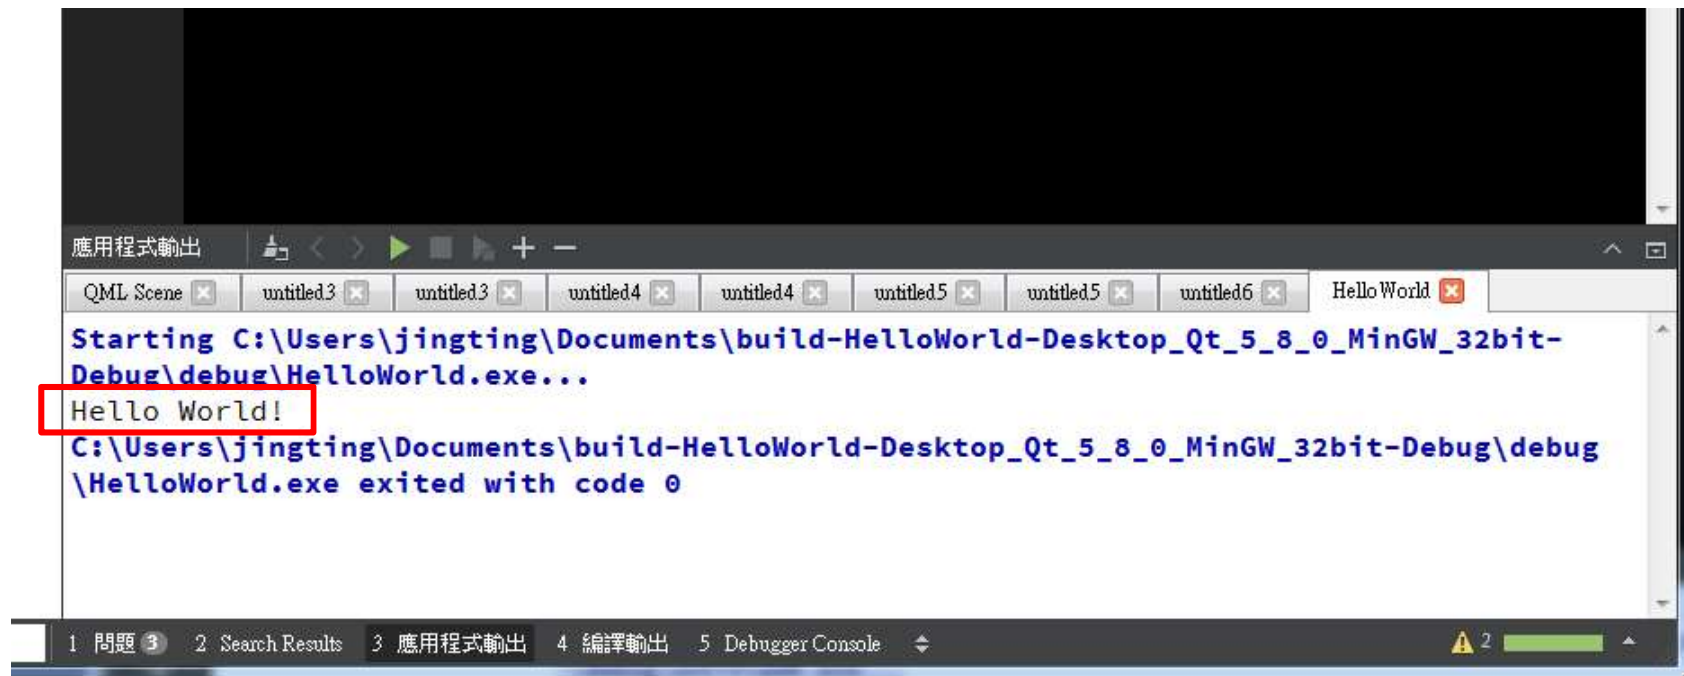 應用程式輸出
QML Scene untitled3 untitled3 untitled4 untitled4 untitled5 untitled5 untitled6 HelloWorld
Starting C:\Users\jingting\Documents\build-HelloWorld-Desktop_Qt_5_8_0_MinGW_32bit-
Debug\debug\HelloWorld.exe...
Hello World!
C:\Users\jingting\Documents\build-HelloWorld-Desktop_Qt_5_8_0_MinGW_32bit-Debug\debug
\HelloWorld.exe exited with code 0
1 問題 3 2 Search Results 3 應用程式輸出 4 編譯輸出 5 Debugger Console 2